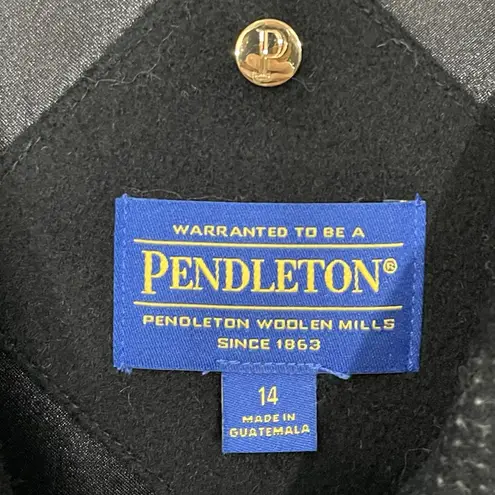 P
WARRANTED TO BE A
PENDLETON®
PENDLETON WOOLEN MILLS
SINCE 1863
14
MADE IN
GUATEMALA